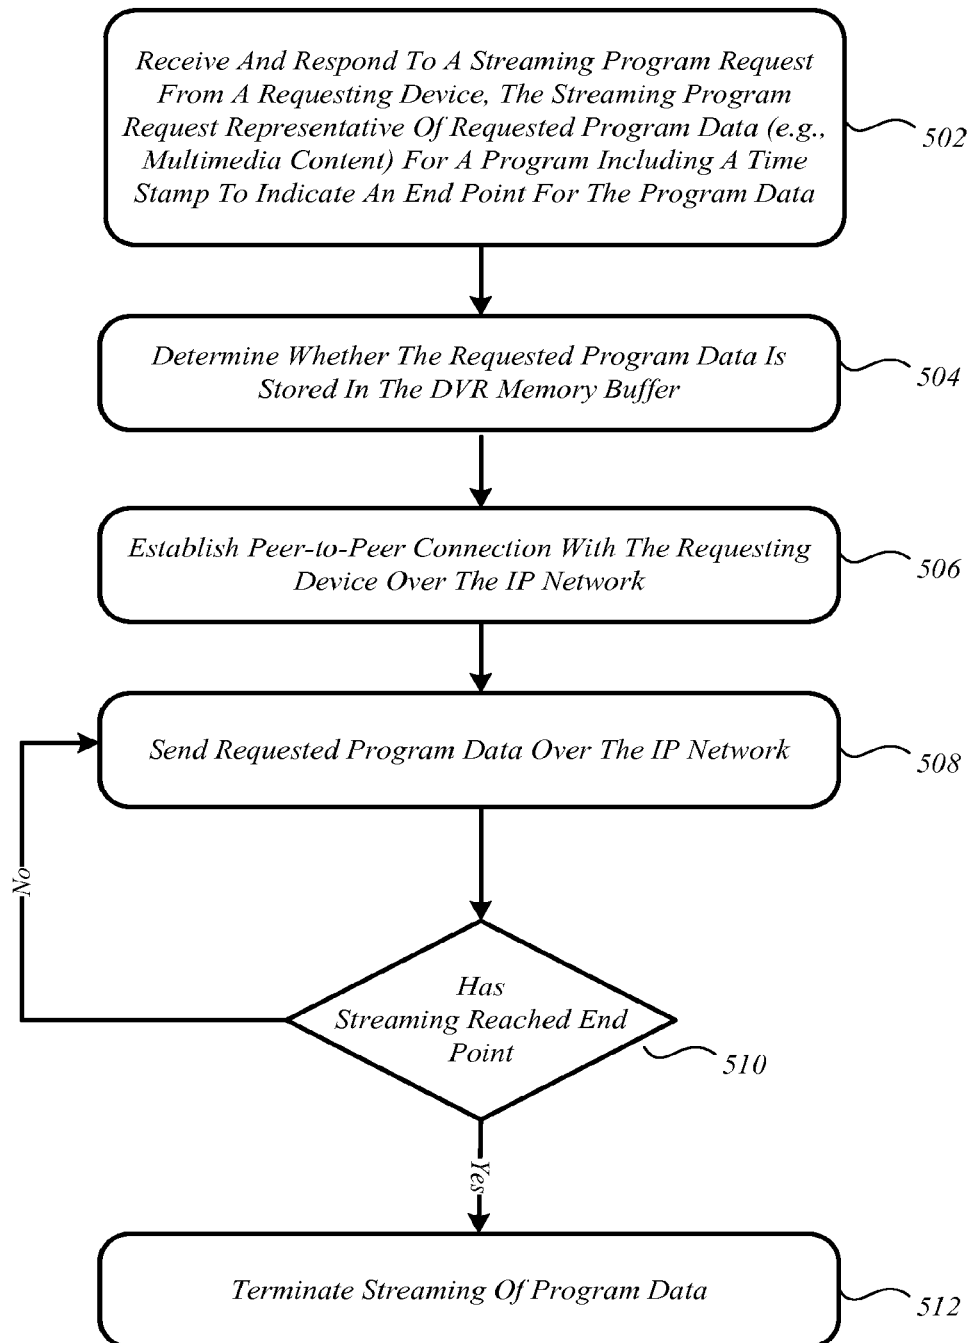 Receive And Respond To A Streaming Program Request
From A Requesting Device, The Streaming Program
Request Representative Of Requested Program Data (e.g.,
Multimedia Content) For A Program Including A Time
Stamp To Indicate An End Point For The Program Data
502
Determine Whether The Requested Program Data Is
Stored In The DVR Memory Buffer
504
Establish Peer-to-Peer Connection With The Requesting
Device Over The IP Network
506
Send Requested Program Data Over The IP Network
508
No
Has
Streaming Reached End
Point
510
Yes
Terminate Streaming Of Program Data
512